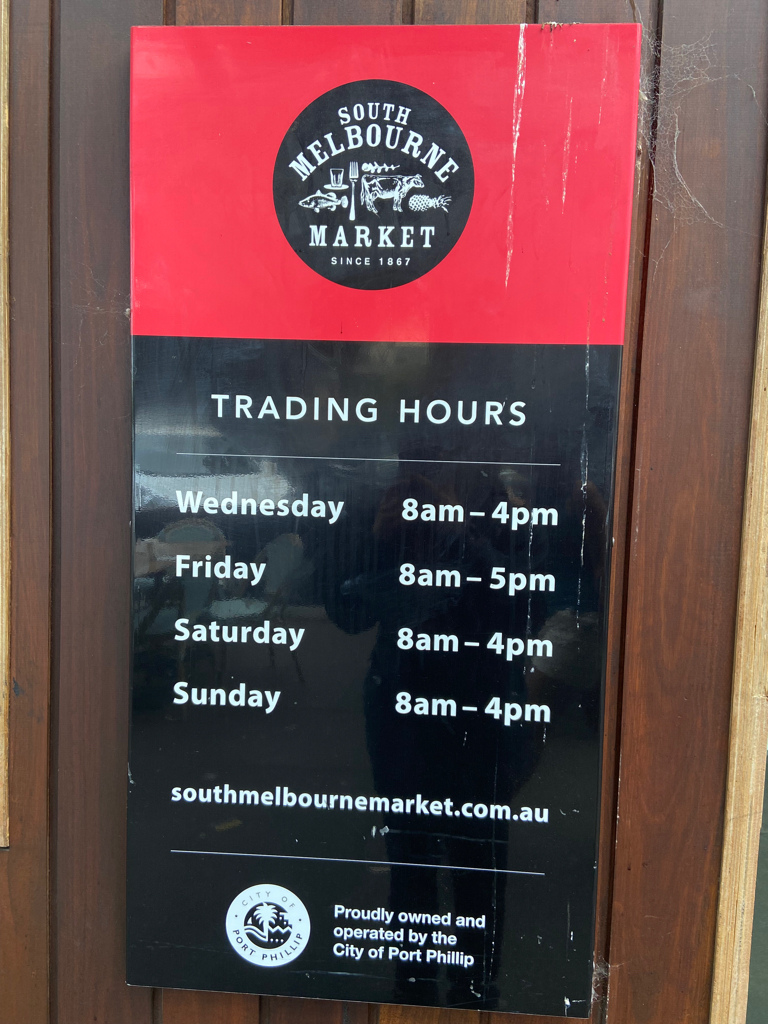 SOUTH
MELBOURNE
MARKET
SINCE 1867
TRADING HOURS
Wednesday 8am – 4pm
Friday 8am – 5pm
Saturday 8am – 4pm
Sunday 8am – 4pm
southmelbournemarket.com.au
CITY OF
PORT PHILLIP
Proudly owned and
operated by the
City of Port Phillip